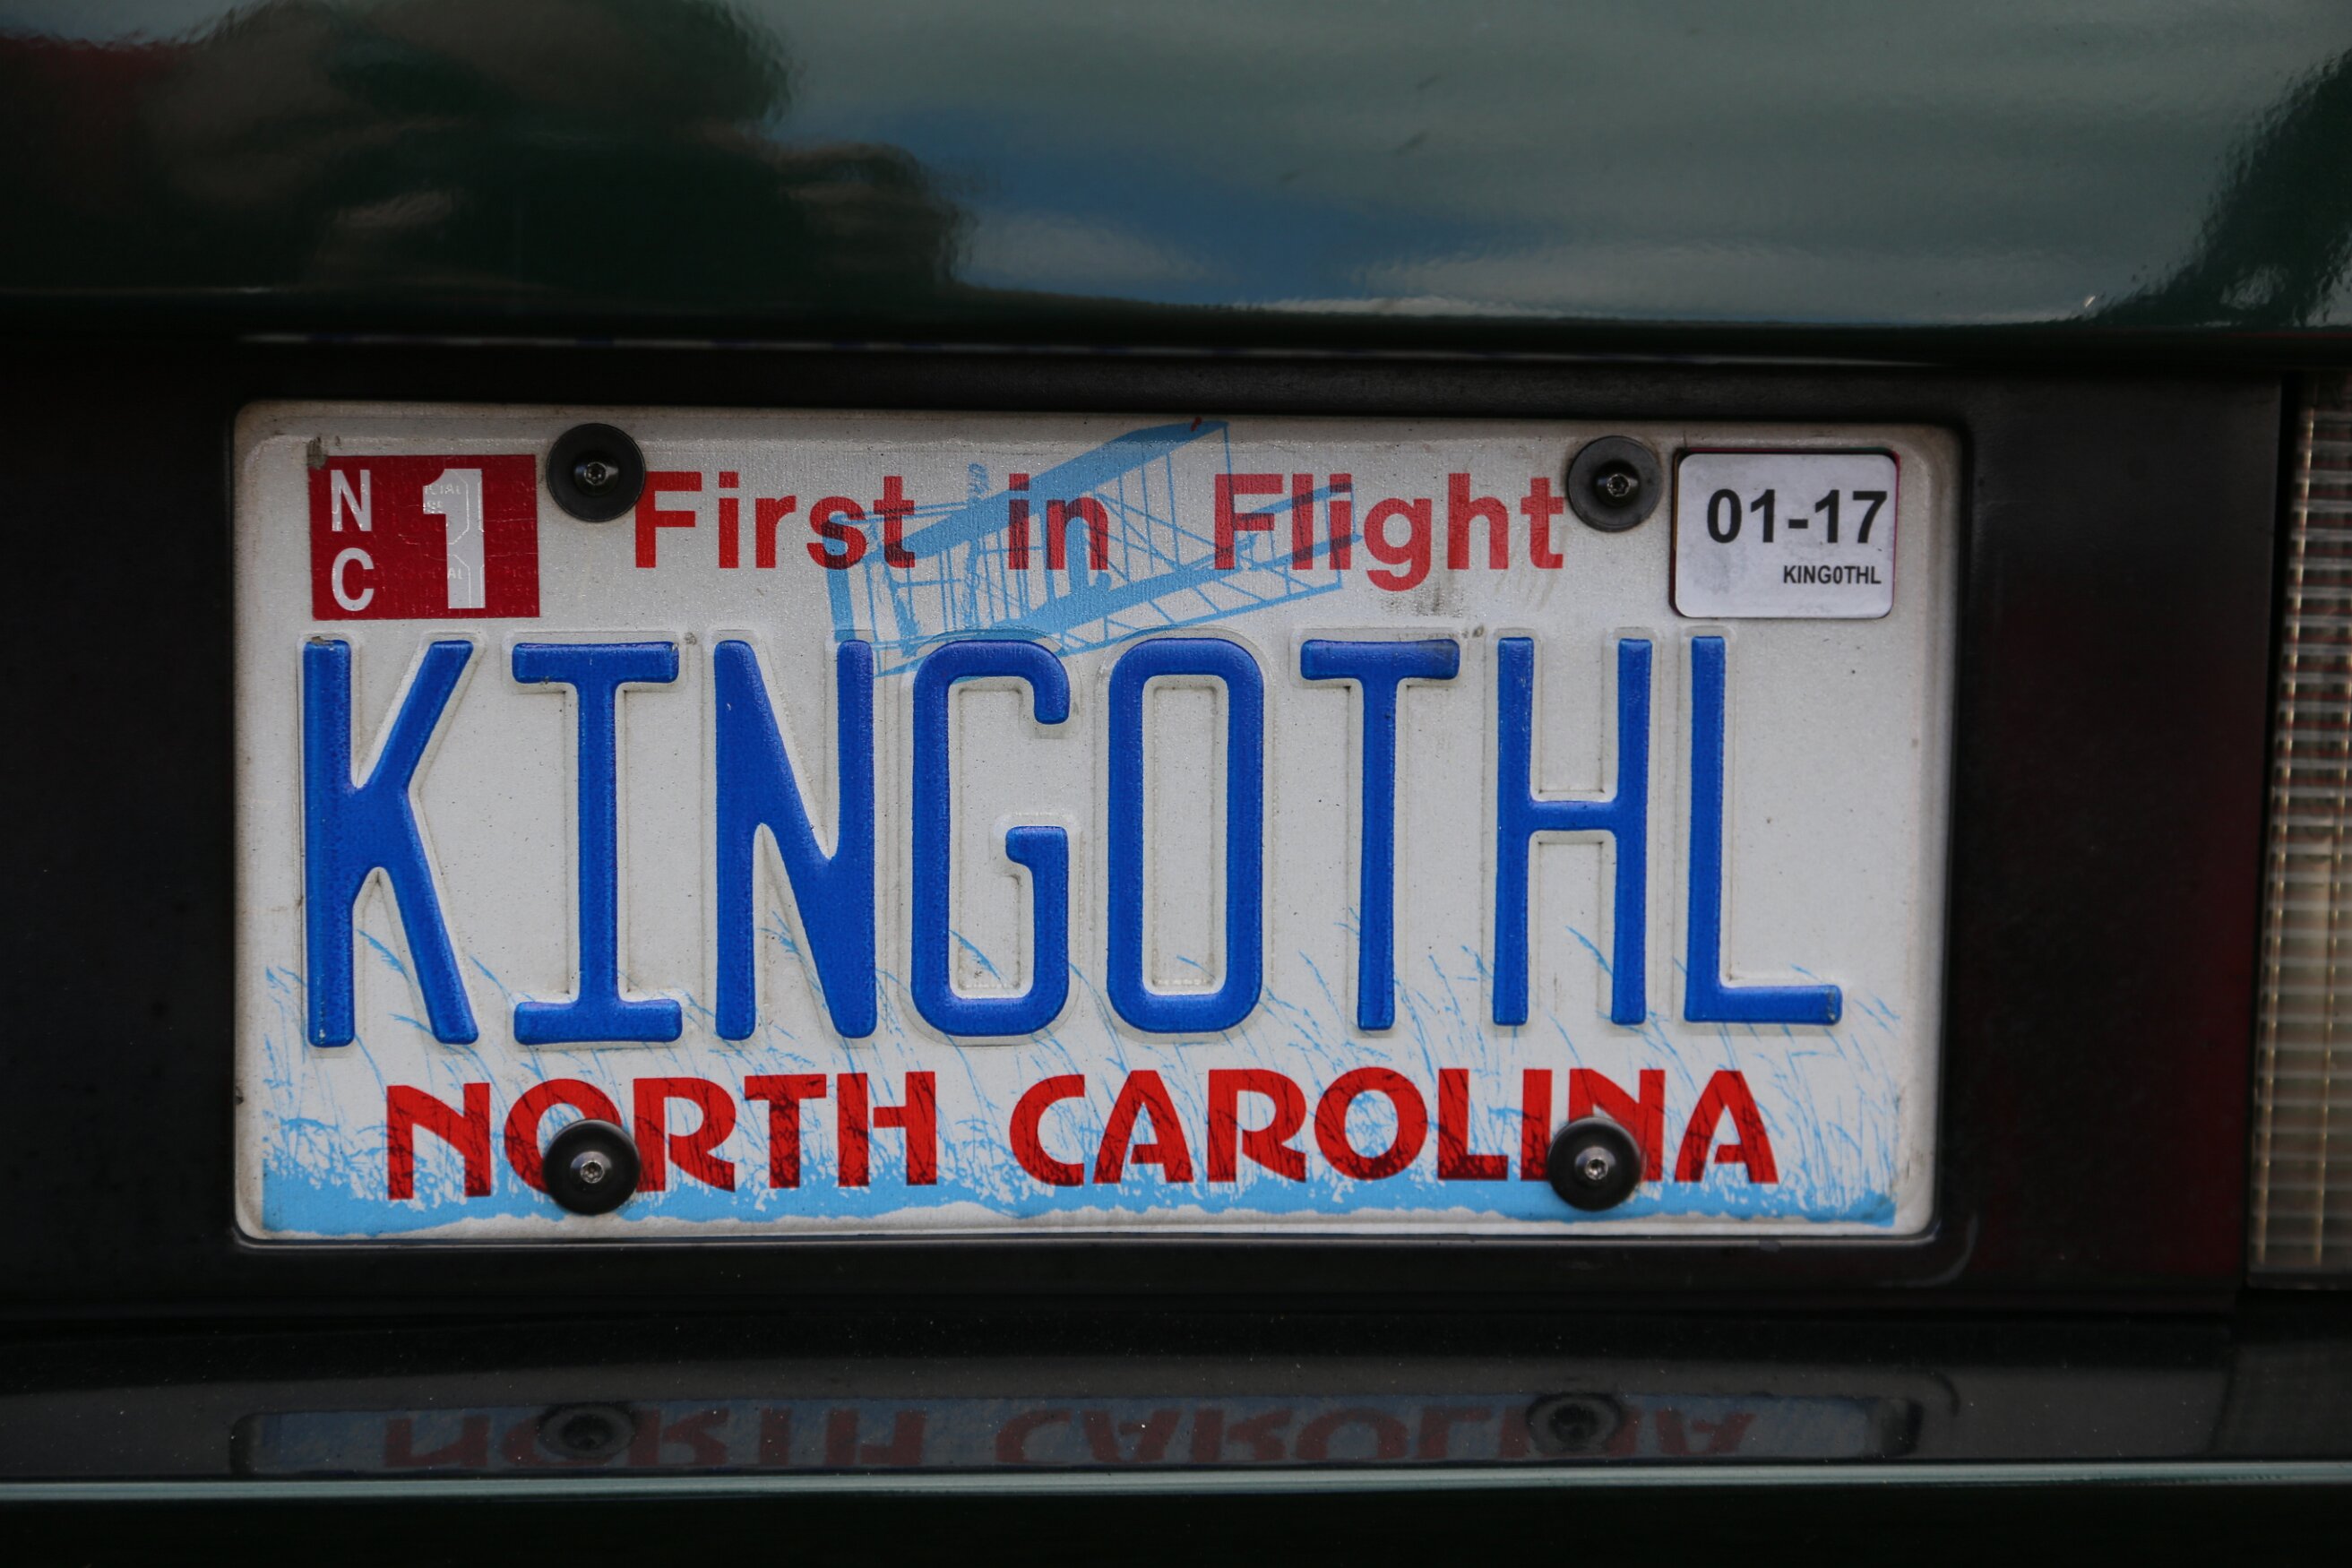 NC 1 First in Flight 01-17
KING0THL
KINGOTHL
NORTH CAROLINA